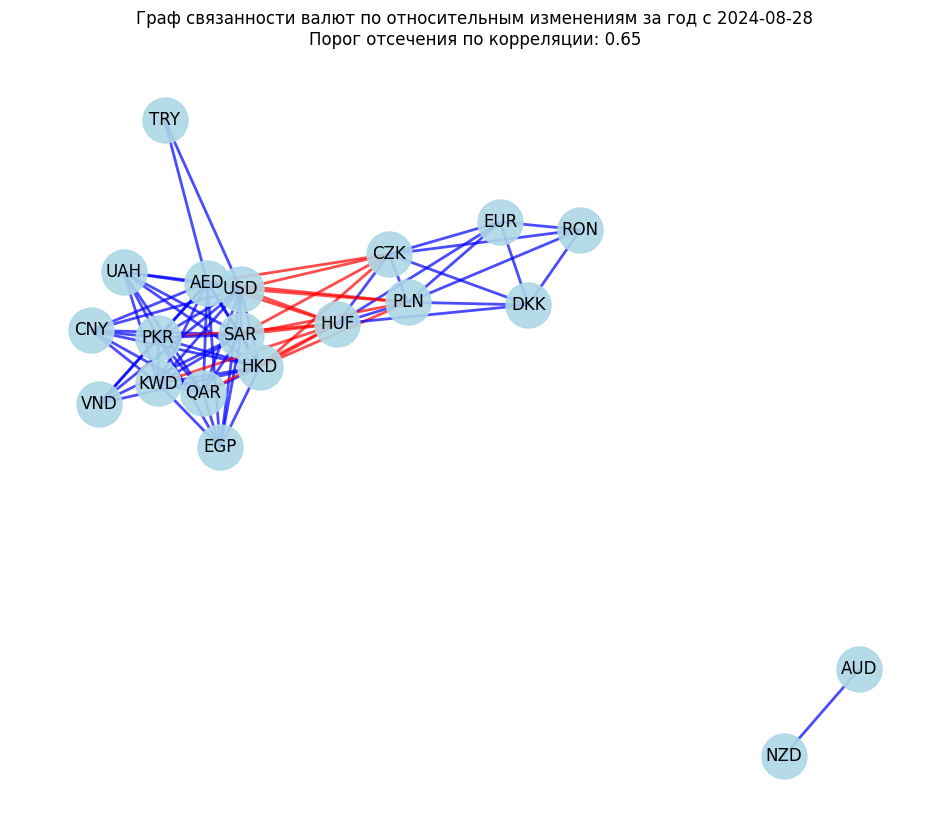 Граф связанности валют по относительным изменениям за год с 2024-08-28
Порог отсечения по корреляции: 0.65
TRY
EUR
RON
CZK
UAH
AED
USD
PLN
DKK
CNY
PKR
SAR
HUF
HKD
KWD
QAR
VND
EGP
AUD
NZD